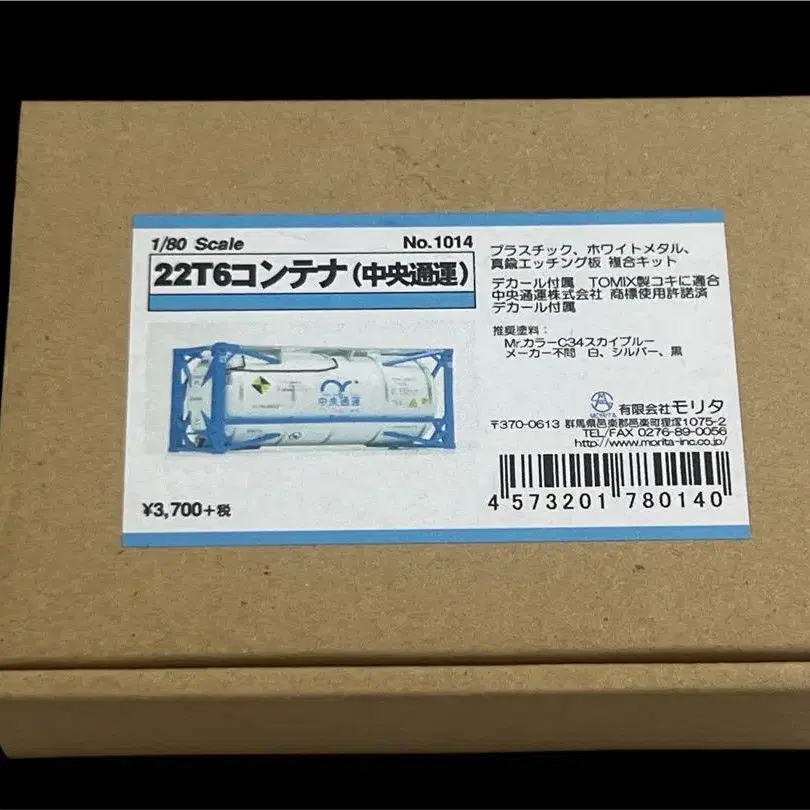 1/80 Scale
No.1014
22T6コンテナ(中央通運)
中央通運
¥3,700+税
プラスチック、ホワイトメタル、
真鍮エッチング板 複合キット
デカール付属 TOMIX製コキに適合
中央通運株式会社 商標使用許諾済
デカール付属
推奨塗料:
Mr.カラーC34スカイブルー
メーカー不問 白、シルバー、黒
MORITA
有限会社モリタ
〒370-0613 群馬県邑楽郡邑楽町狸塚1075-2
TEL/FAX 0276-89-0056
http://www.morita-inc.co.jp/
4 573201 780140